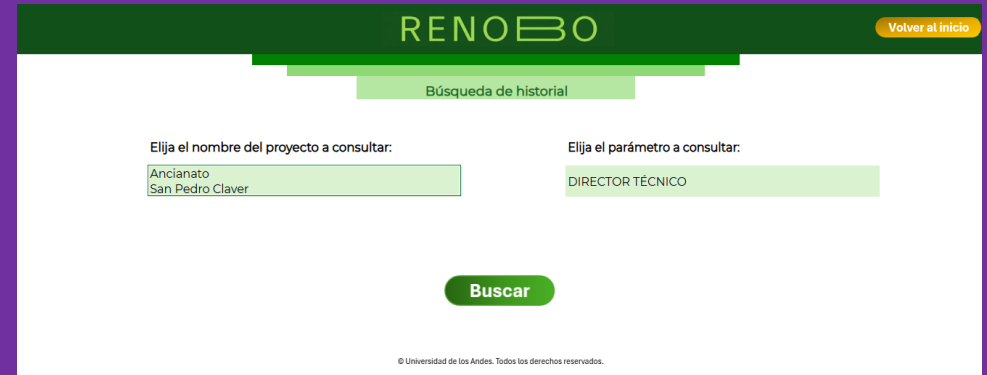 RENOBO
Volver al inicio
Búsqueda de historial
Elija el nombre del proyecto a consultar:
Elija el parámetro a consultar:
Ancianato
San Pedro Claver
DIRECTOR TÉCNICO
Buscar
© Universidad de los Andes. Todos los derechos reservados.